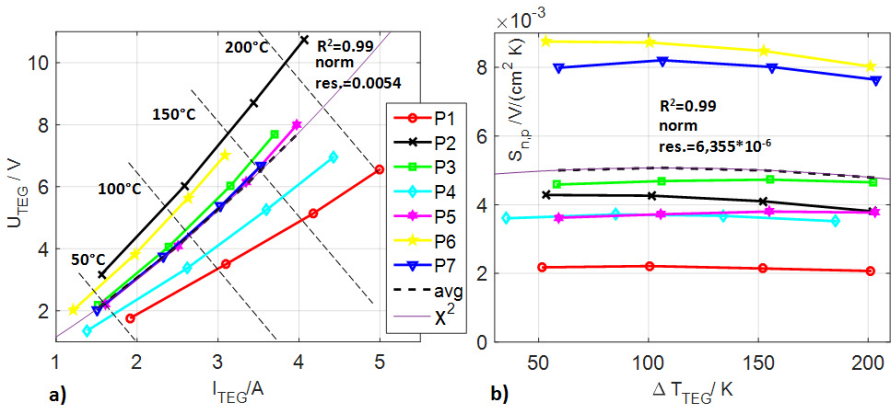 U_TEG / V
10
8
6
4
2
1
2
3
4
5
I_TEG/A
a)
50°C
100°C
150°C
200°C
R²=0.99
norm
res.=0.0054
P1
P2
P3
P4
P5
P6
P7
avg
X²
×10⁻³
S_n,p /V/(cm² K)
8
6
4
2
0
R²=0.99
norm
res.=6,355*10⁻⁶
50
100
150
200
Δ T_TEG/ K
b)